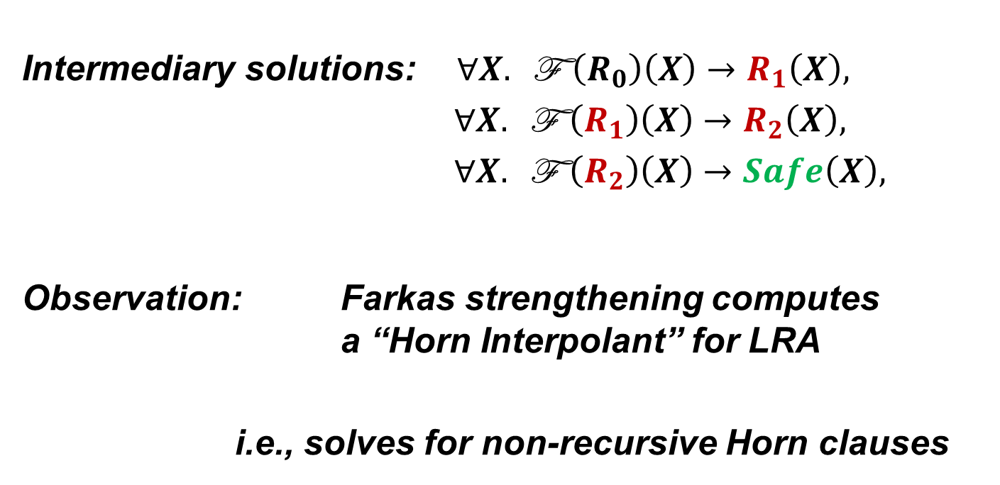 Intermediary solutions: ∀X. ℱ(R₀)(X) → R₁(X),
∀X. ℱ(R₁)(X) → R₂(X),
∀X. ℱ(R₂)(X) → Safe(X),
Observation: Farkas strengthening computes
a “Horn Interpolant” for LRA
i.e., solves for non-recursive Horn clauses